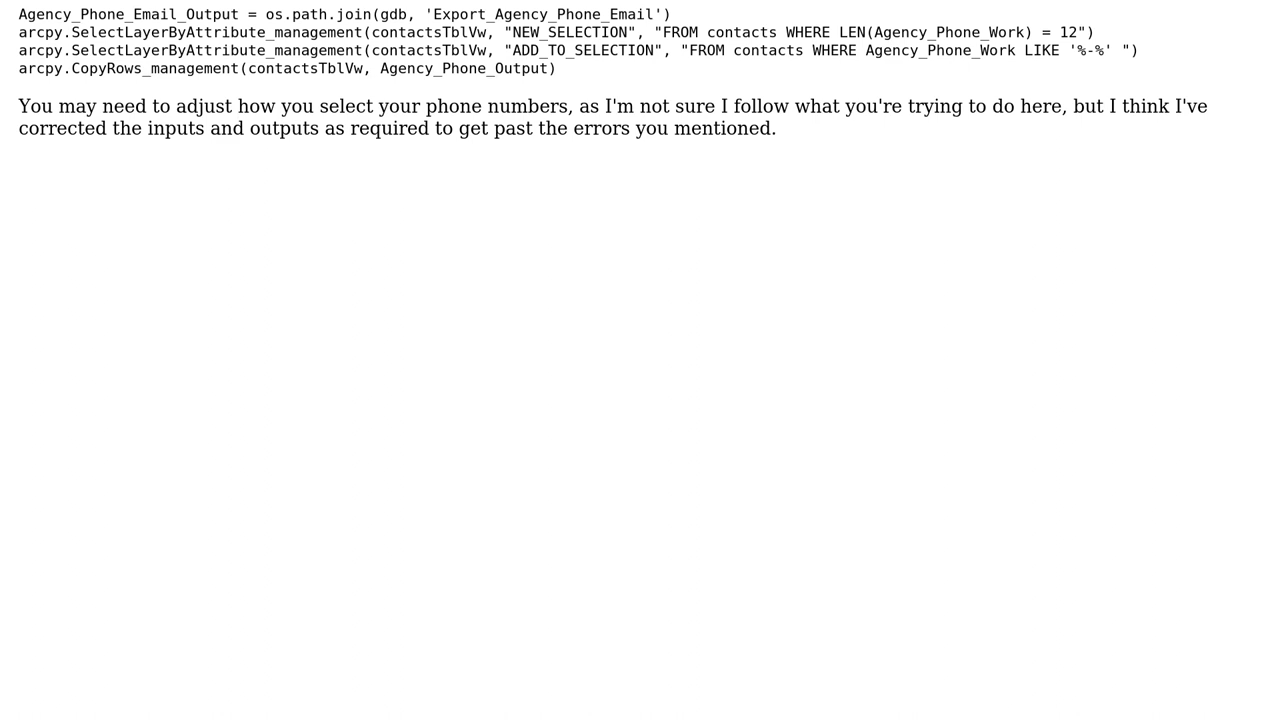 Agency_Phone_Email_Output = os.path.join(gdb, 'Export_Agency_Phone_Email')
arcpy.SelectLayerByAttribute_management(contactsTblVw, "NEW_SELECTION", "FROM contacts WHERE LEN(Agency_Phone_Work) = 12")
arcpy.SelectLayerByAttribute_management(contactsTblVw, "ADD_TO_SELECTION", "FROM contacts WHERE Agency_Phone_Work LIKE '%-%' ")
arcpy.CopyRows_management(contactsTblVw, Agency_Phone_Output)
You may need to adjust how you select your phone numbers, as I'm not sure I follow what you're trying to do here, but I think I've
corrected the inputs and outputs as required to get past the errors you mentioned.